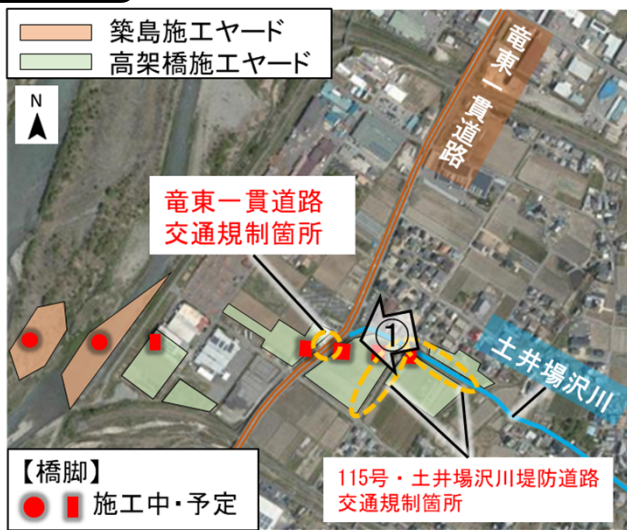 築島施工ヤード
高架橋施工ヤード
N
竜東一貫道路
竜東一貫道路
交通規制箇所
①
土井場沢川
【橋脚】
施工中・予定
115号・土井場沢川堤防道路
交通規制箇所